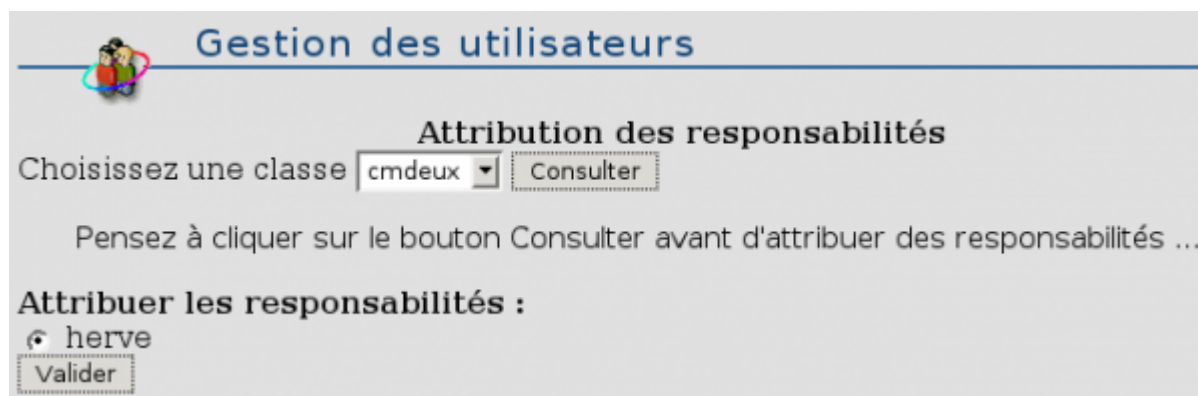 Gestion des utilisateurs
Attribution des responsabilités
Choisissez une classe cmdeux Consulter
Pensez à cliquer sur le bouton Consulter avant d'attribuer des responsabilités ...
Attribuer les responsabilités :
herve
Valider